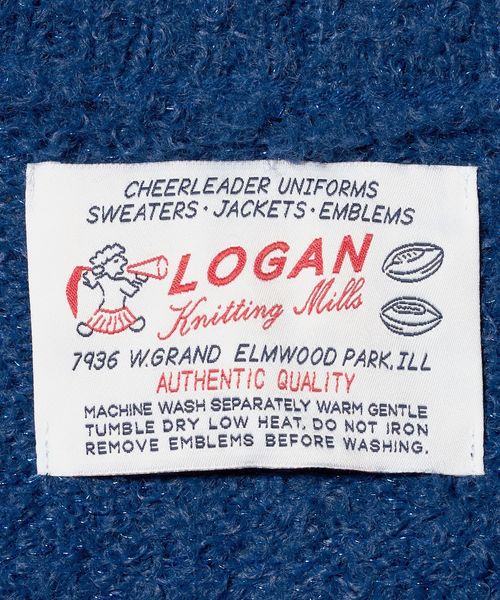 CHEERLEADER UNIFORMS
SWEATERS · JACKETS · EMBLEMS
LOGAN
Knitting Mills
7936 W. GRAND ELMWOOD PARK, ILL
AUTHENTIC QUALITY
MACHINE WASH SEPARATELY WARM GENTLE
TUMBLE DRY LOW HEAT. DO NOT IRON
REMOVE EMBLEMS BEFORE WASHING.